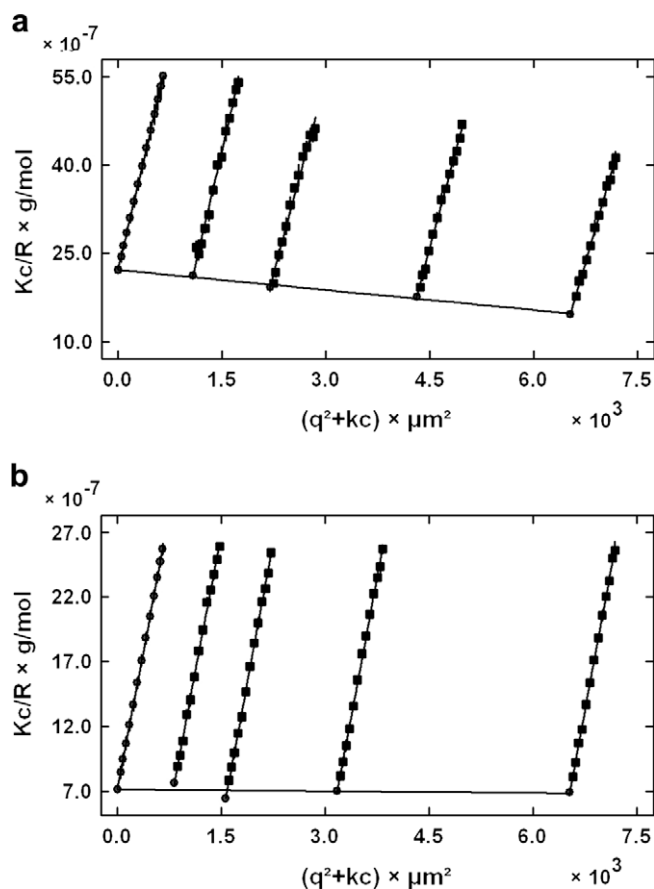 a
× 10⁻⁷
55.0
40.0
25.0
10.0
Kc/R × g/mol
0.0 1.5 3.0 4.5 6.0 7.5
(q²+kc) × µm²
× 10³
b
× 10⁻⁷
27.0
22.0
17.0
12.0
7.0
Kc/R × g/mol
0.0 1.5 3.0 4.5 6.0 7.5
(q²+kc) × µm²
× 10³